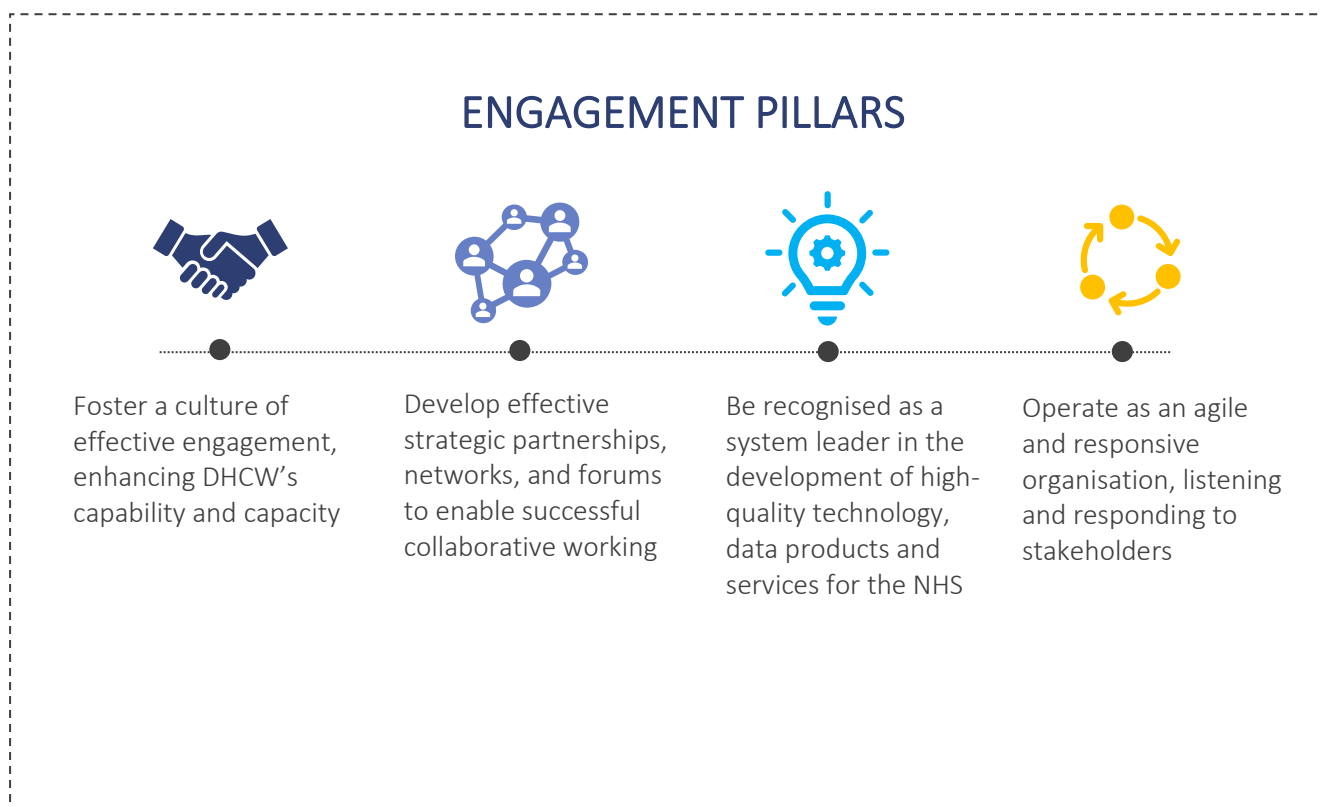 ENGAGEMENT PILLARS
Foster a culture of
effective engagement,
enhancing DHCW’s
capability and capacity
Develop effective
strategic partnerships,
networks, and forums
to enable successful
collaborative working
Be recognised as a
system leader in the
development of high-
quality technology,
data products and
services for the NHS
Operate as an agile
and responsive
organisation, listening
and responding to
stakeholders